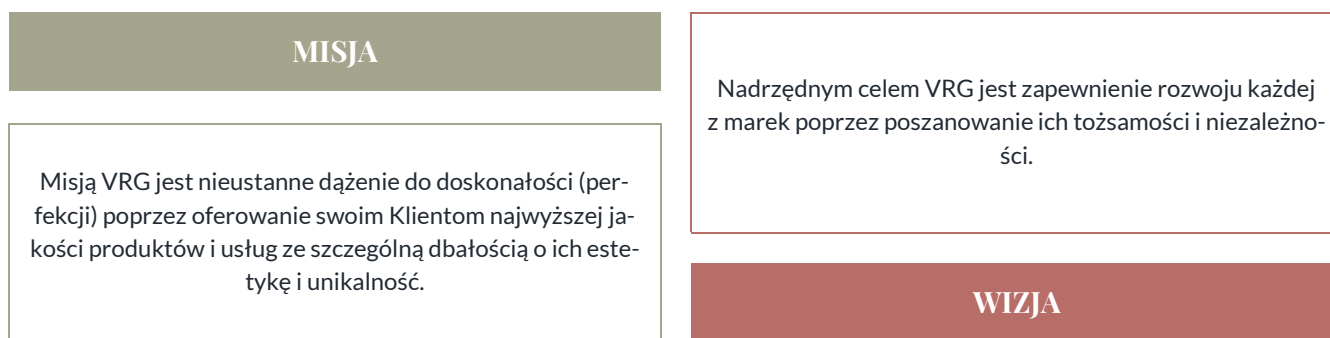 MISJA
Misją VRG jest nieustanne dążenie do doskonałości (per-
fekcji) poprzez oferowanie swoim Klientom najwyższej ja-
kości produktów i usług ze szczególną dbałością o ich este-
tykę i unikalność.
Nadrzędnym celem VRG jest zapewnienie rozwoju każdej
z marek poprzez poszanowanie ich tożsamości i niezależno-
ści.
WIZJA